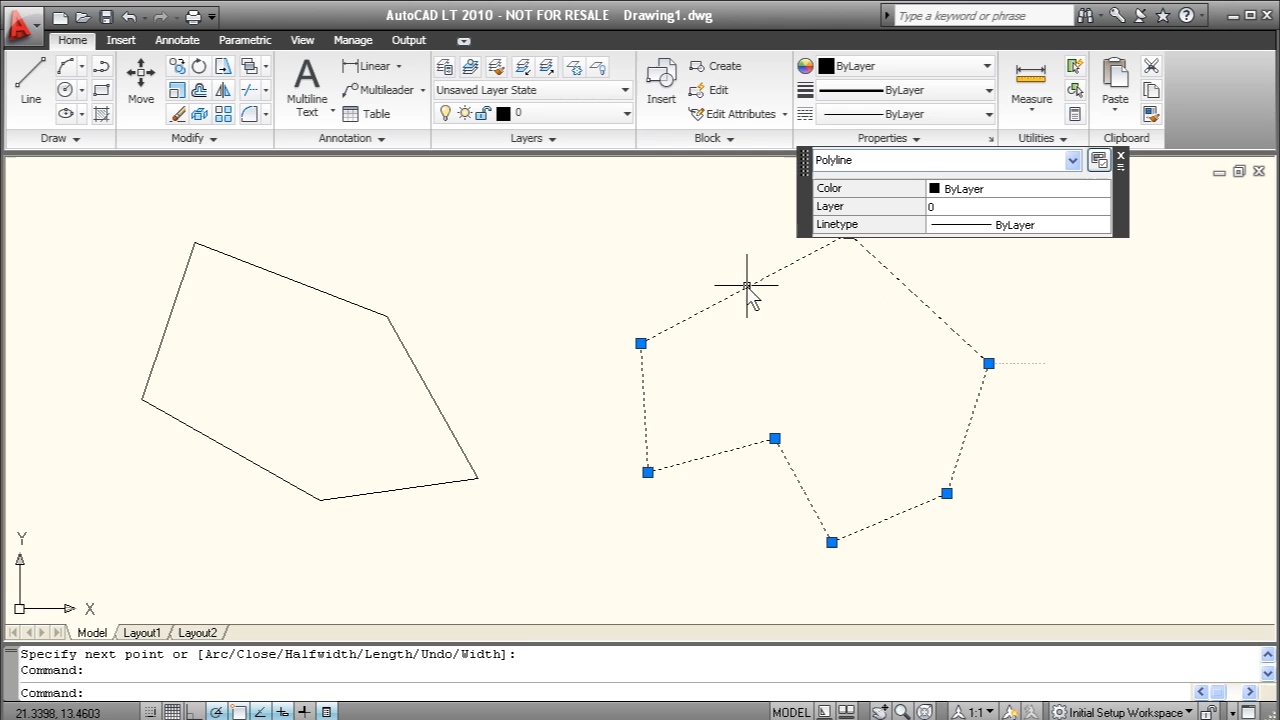 AutoCAD LT 2010 - NOT FOR RESALE Drawing1.dwg
Type a keyword or phrase
Home Insert Annotate Parametric View Manage Output
Line
Move
Multiline Text
Linear
Multileader
Table
Unsaved Layer State
0
Insert
Create
Edit
Edit Attributes
ByLayer
ByLayer
ByLayer
Measure
Paste
Draw Modify Annotation Layers Block Properties Utilities Clipboard
Polyline
Color ByLayer
Layer 0
Linetype ByLayer
Y
X
Model Layout1 Layout2
Specify next point or [Arc/Close/Halfwidth/Length/Undo/Width]:
Command:
Command:
21.3398, 13.4603 MODEL 1:1 Initial Setup Workspace